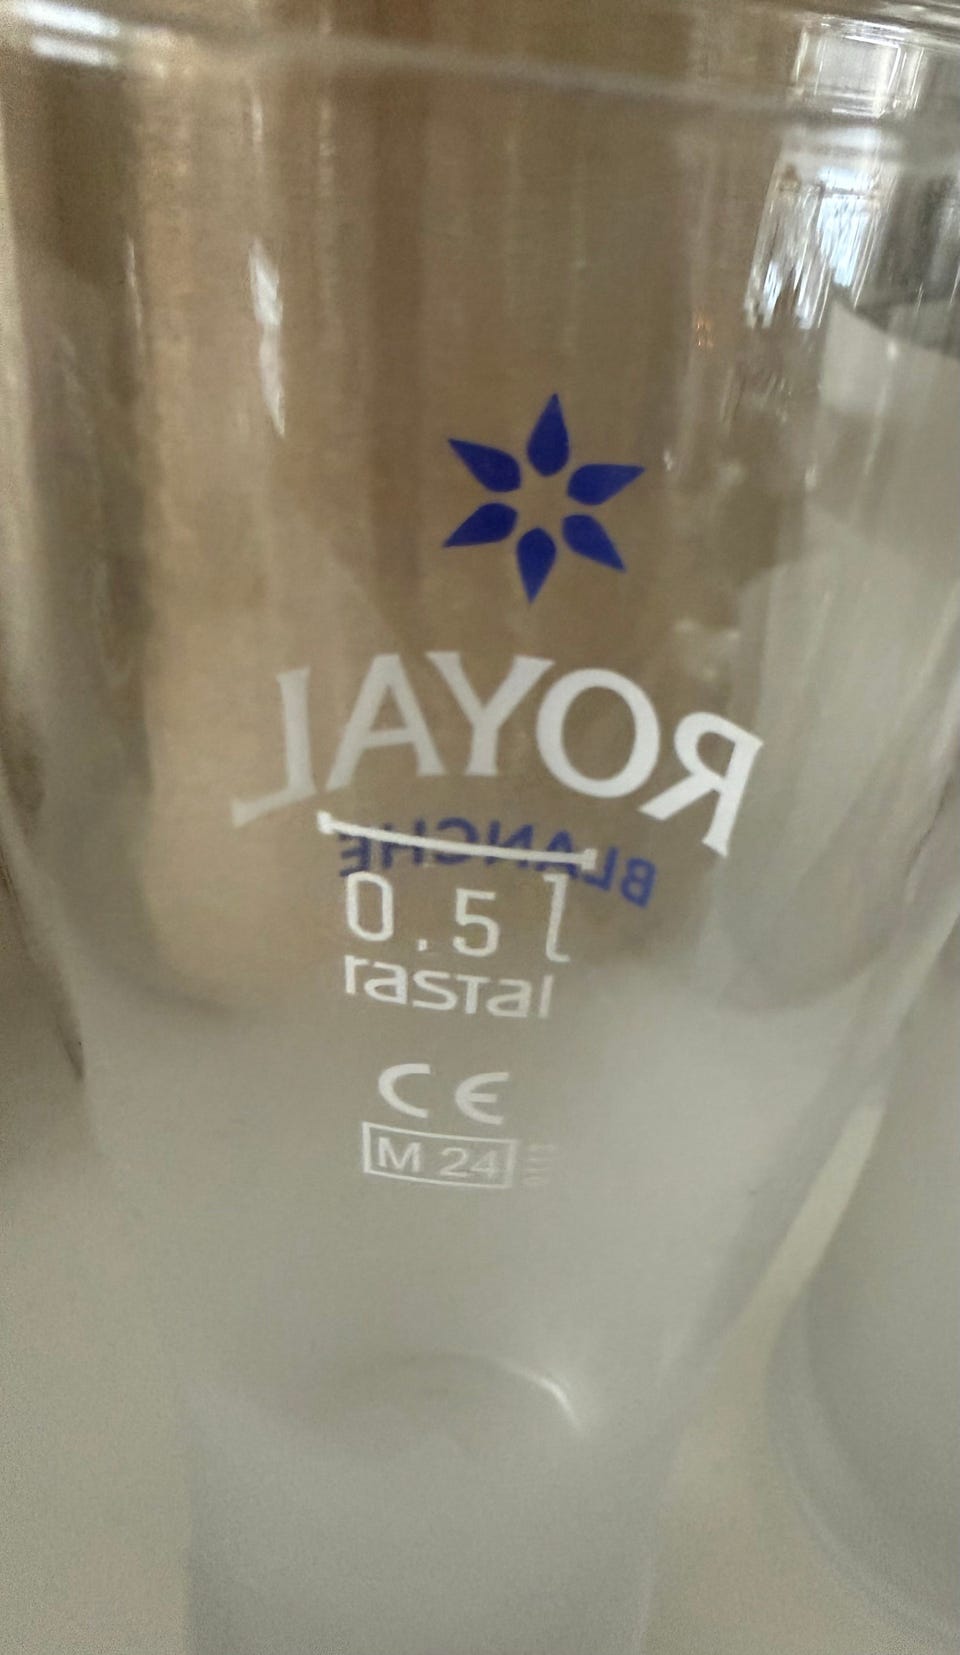 ROYAL
BLANCHE
0.5 l
rastal
CE
M 24